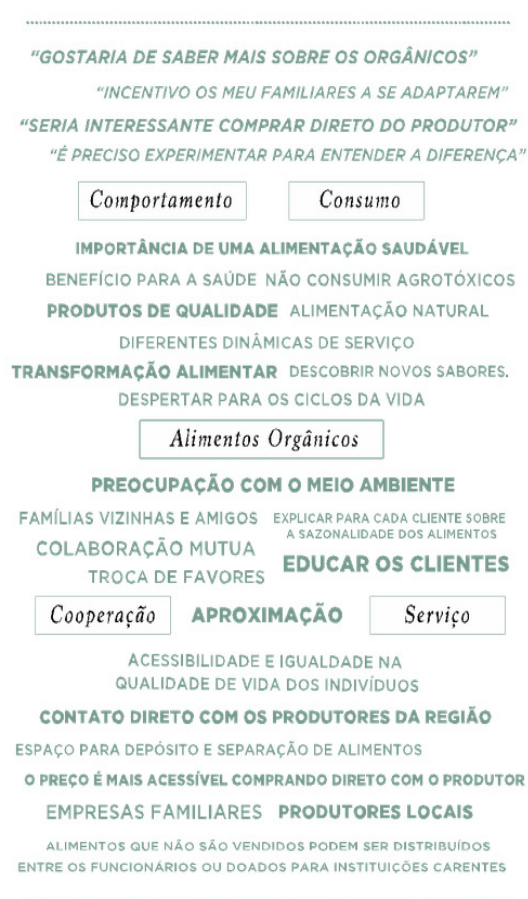 “GOSTARIA DE SABER MAIS SOBRE OS ORGÂNICOS”
“INCENTIVO OS MEU FAMILIARES A SE ADAPTAREM”
“SERIA INTERESSANTE COMPRAR DIRETO DO PRODUTOR”
“É PRECISO EXPERIMENTAR PARA ENTENDER A DIFERENÇA”
Comportamento Consumo
IMPORTÂNCIA DE UMA ALIMENTAÇÃO SAUDÁVEL
BENEFÍCIO PARA A SAÚDE NÃO CONSUMIR AGROTÓXICOS
PRODUTOS DE QUALIDADE ALIMENTAÇÃO NATURAL
DIFERENTES DINÂMICAS DE SERVIÇO
TRANSFORMAÇÃO ALIMENTAR DESCOBRIR NOVOS SABORES.
DESPERTAR PARA OS CICLOS DA VIDA
Alimentos Orgânicos
PREOCUPAÇÃO COM O MEIO AMBIENTE
FAMÍLIAS VIZINHAS E AMIGOS
EXPLICAR PARA CADA CLIENTE SOBRE
A SAZONALIDADE DOS ALIMENTOS
COLABORAÇÃO MUTUA
EDUCAR OS CLIENTES
TROCA DE FAVORES
Cooperação APROXIMAÇÃO Serviço
ACESSIBILIDADE E IGUALDADE NA
QUALIDADE DE VIDA DOS INDIVÍDUOS
CONTATO DIRETO COM OS PRODUTORES DA REGIÃO
ESPAÇO PARA DEPÓSITO E SEPARAÇÃO DE ALIMENTOS
O PREÇO É MAIS ACESSÍVEL COMPRANDO DIRETO COM O PRODUTOR
EMPRESAS FAMILIARES PRODUTORES LOCAIS
ALIMENTOS QUE NÃO SÃO VENDIDOS PODEM SER DISTRIBUÍDOS
ENTRE OS FUNCIONÁRIOS OU DOADOS PARA INSTITUIÇÕES CARENTES